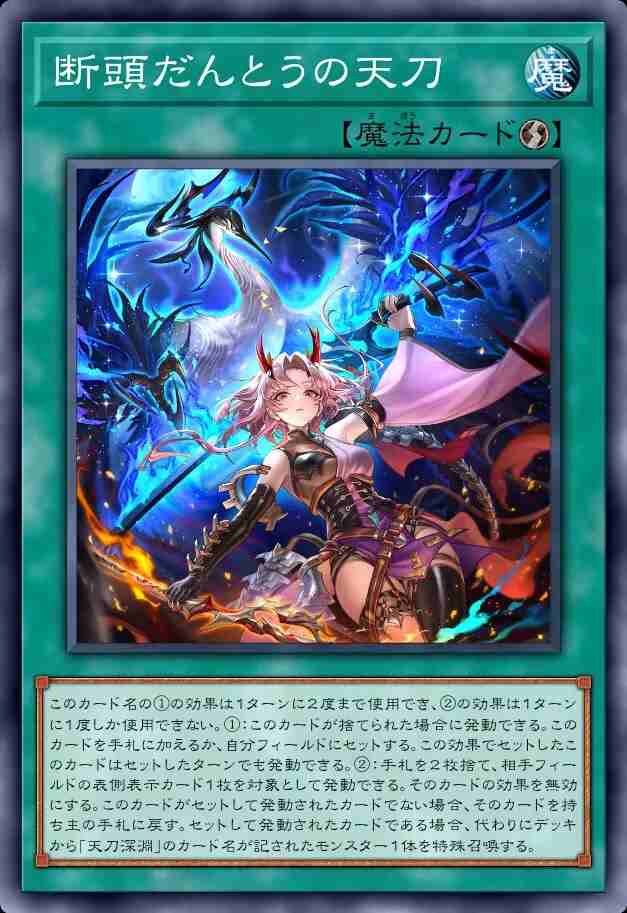 断頭だんとうの天刀
魔
【魔法カード】
このカード名の①の効果は1ターンに2度まで使用でき、②の効果は1ターン
に1度しか使用できない。①：このカードが捨てられた場合に発動できる。この
カードを手札に加えるか、自分フィールドにセットする。この効果でセットしたこ
のカードはセットしたターンでも発動できる。②：手札を2枚捨て、相手フィー
ルドの表側表示カード1枚を対象として発動できる。そのカードの効果を無効
にする。このカードがセットして発動されたカードでない場合、そのカードを持
ち主の手札に戻す。セットして発動されたカードである場合、代わりにデッキ
から「天刀深淵」のカード名が記されたモンスター1体を特殊召喚する。